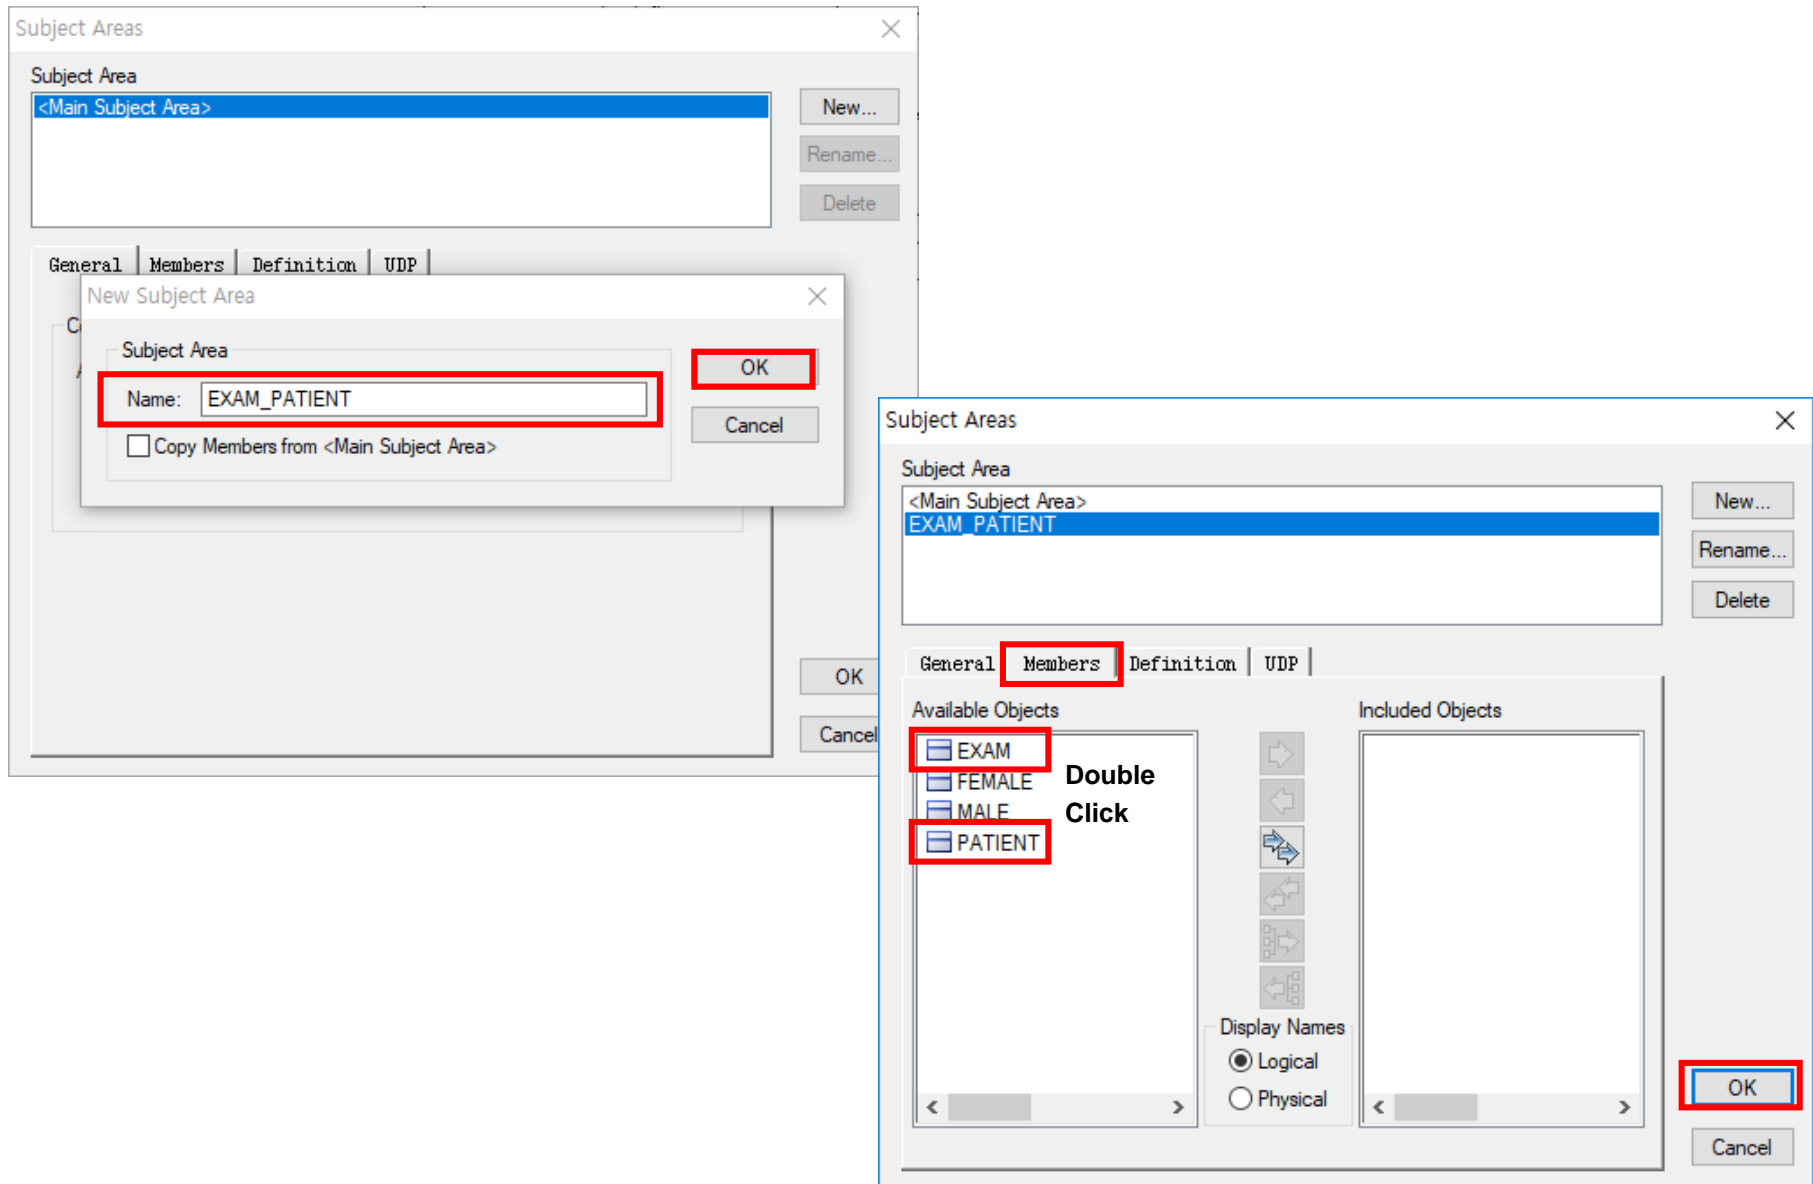 Subject Areas
Subject Area
<Main Subject Area>
New...
Rename...
Delete
General Members Definition UDP
New Subject Area
Subject Area
Name: EXAM_PATIENT
Copy Members from <Main Subject Area>
OK
Cancel
OK
Cancel
Subject Areas
Subject Area
<Main Subject Area>
EXAM_PATIENT
New...
Rename...
Delete
General Members Definition UDP
Available Objects
EXAM
FEMALE
MALE
PATIENT
Double
Click
Included Objects
Display Names
Logical
Physical
OK
Cancel